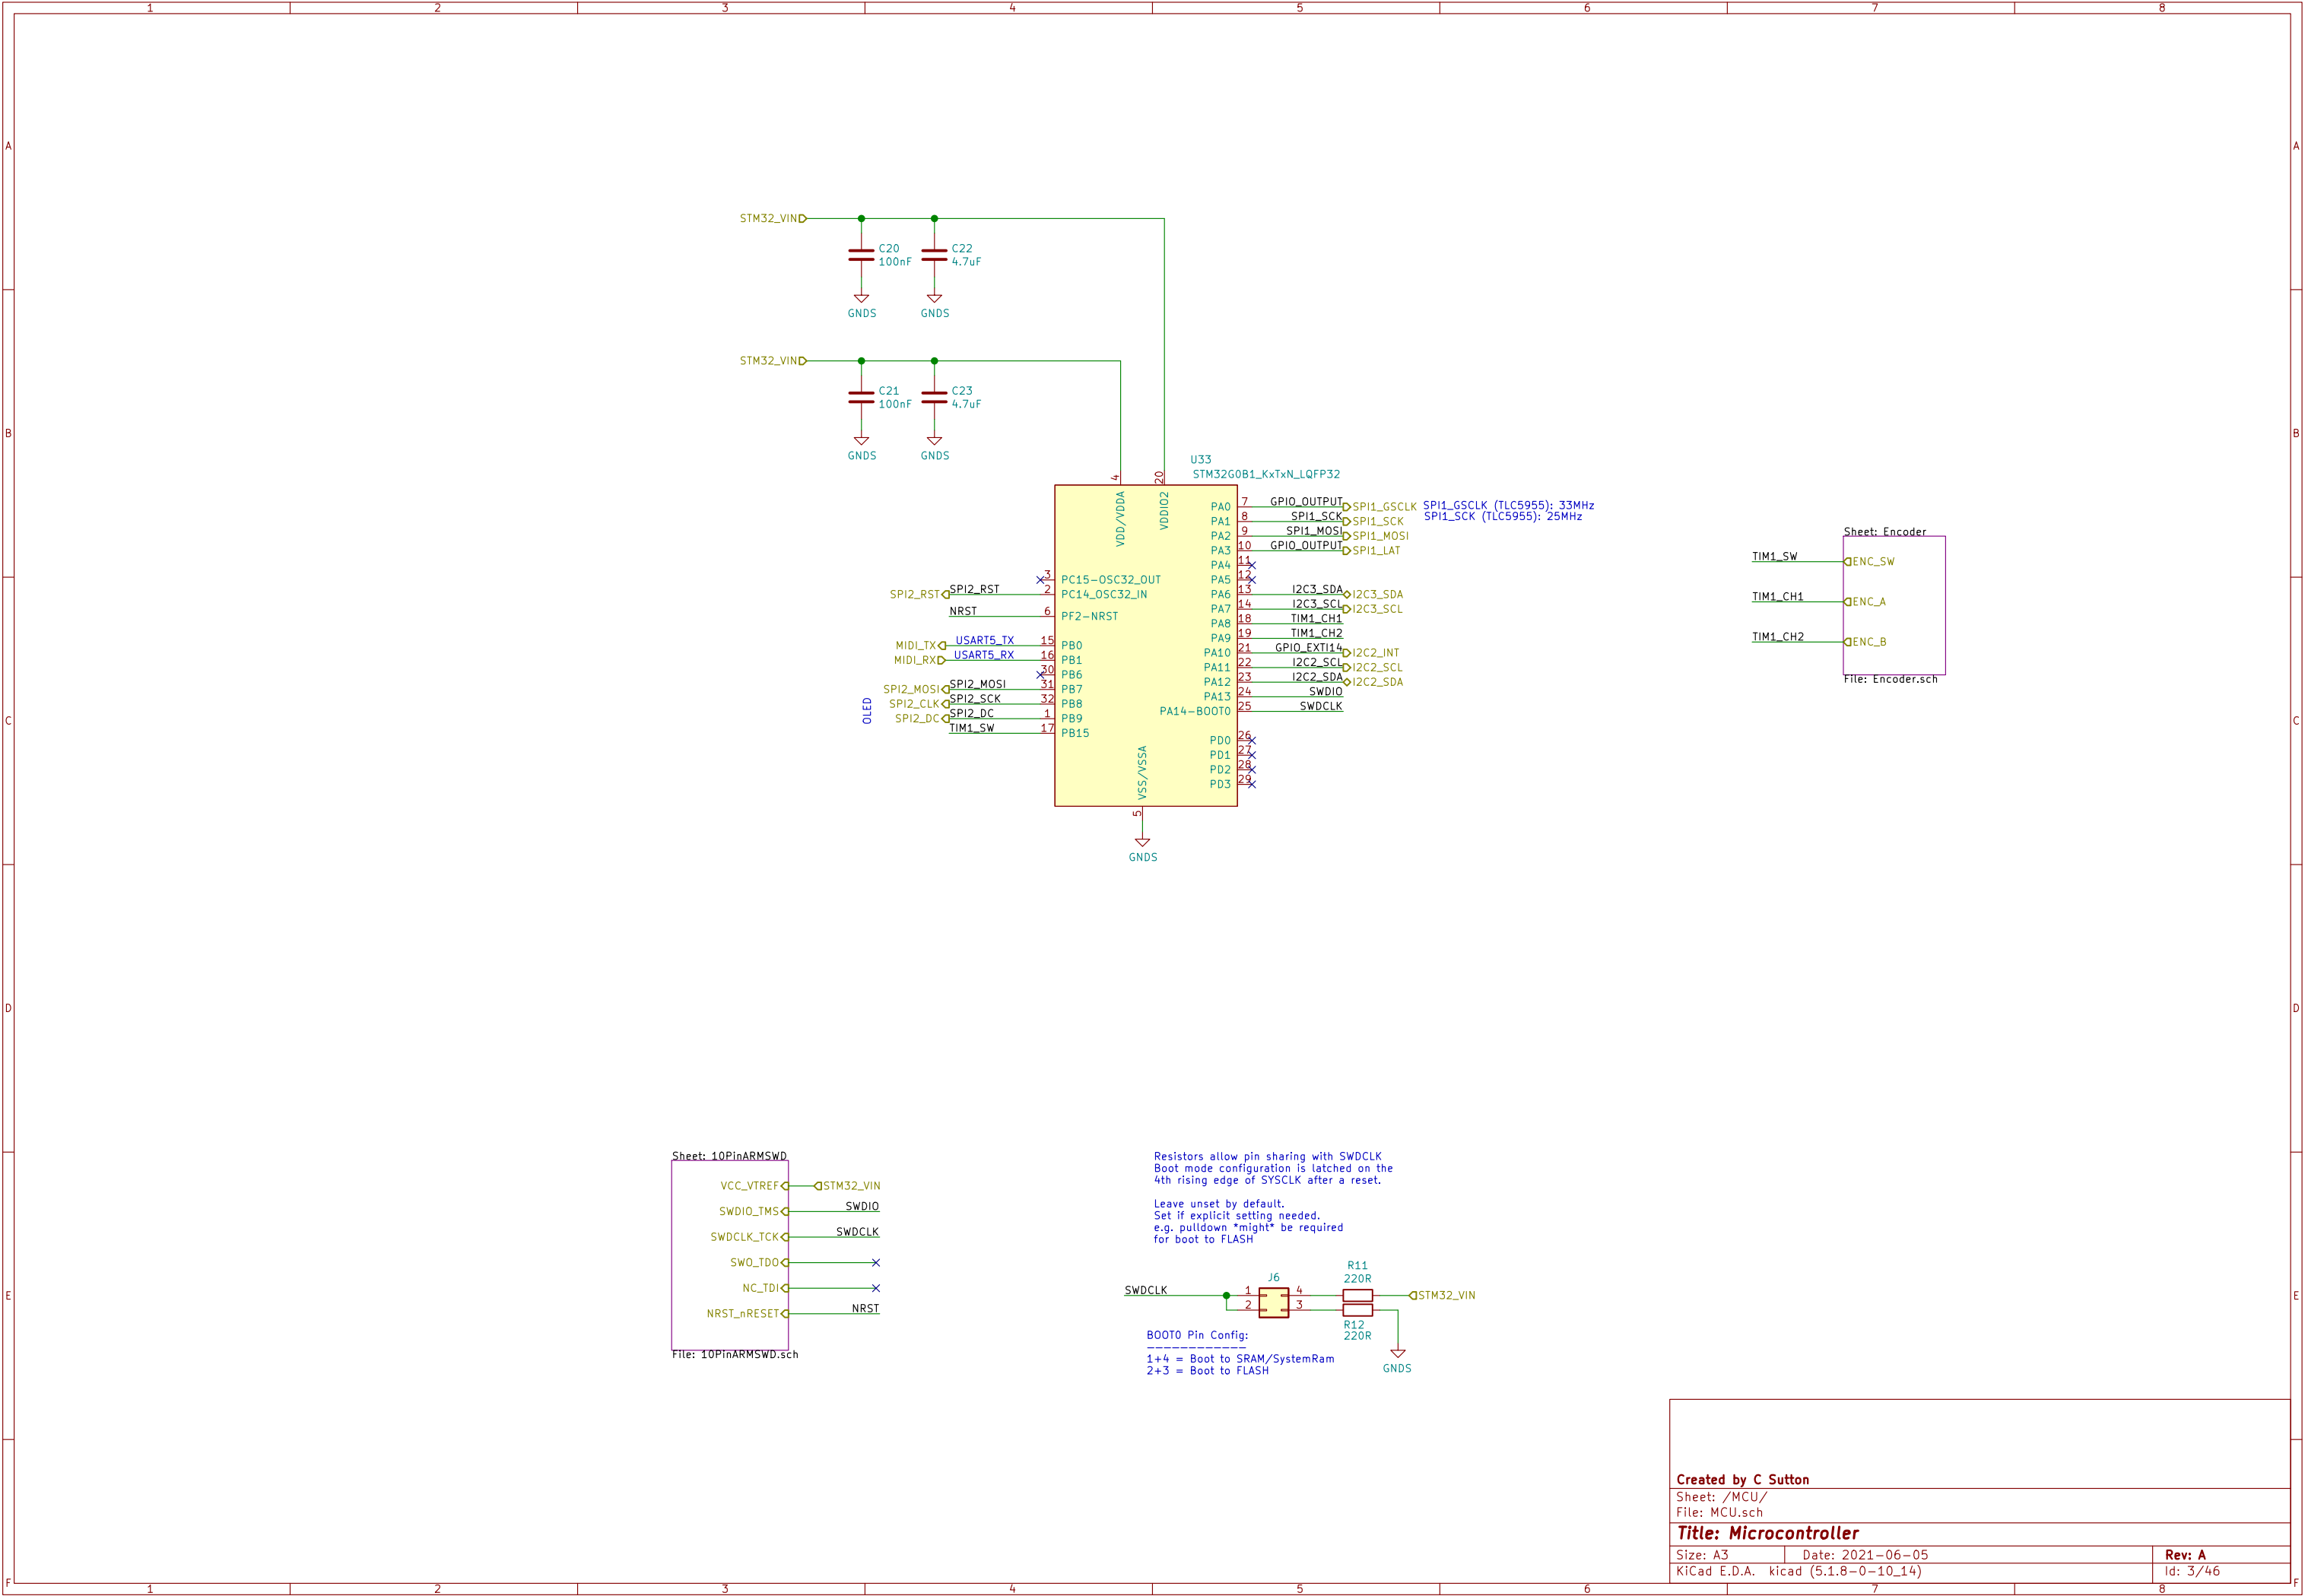 1 2 3 4 5 6 7 8
A A
B B
C C
D D
E E
F F
STM32_VIN
C20
100nF
C22
4.7uF
GNDS GNDS
STM32_VIN
C21
100nF
C23
4.7uF
GNDS GNDS
U33
STM32G0B1_KxTxN_LQFP32
4 VDD/VDDA
20 VDDIO2
3 PC15-OSC32_OUT
SPI2_RST SPI2_RST 2 PC14_OSC32_IN
NRST 6 PF2-NRST
MIDI_TX USART5_TX 15 PB0
MIDI_RX USART5_RX 16 PB1
30 PB6
SPI2_MOSI SPI2_MOSI 31 PB7
SPI2_CLK SPI2_SCK 32 PB8
SPI2_DC SPI2_DC 1 PB9
TIM1_SW 17 PB15
OLED
PA0 7 GPIO_OUTPUT SPI1_GSCLK SPI1_GSCLK (TLC5955): 33MHz
PA1 8 SPI1_SCK SPI1_SCK SPI1_SCK (TLC5955): 25MHz
PA2 9 SPI1_MOSI SPI1_MOSI
PA3 10 GPIO_OUTPUT SPI1_LAT
PA4 11
PA5 12
PA6 13 I2C3_SDA I2C3_SDA
PA7 14 I2C3_SCL I2C3_SCL
PA8 18 TIM1_CH1
PA9 19 TIM1_CH2
PA10 21 GPIO_EXTI14 I2C2_INT
PA11 22 I2C2_SCL I2C2_SCL
PA12 23 I2C2_SDA I2C2_SDA
PA13 24 SWDIO
PA14-BOOT0 25 SWDCLK
PD0 26
PD1 27
PD2 28
PD3 29
VSS/VSSA 5
GNDS
Sheet: Encoder
TIM1_SW ENC_SW
TIM1_CH1 ENC_A
TIM1_CH2 ENC_B
File: Encoder.sch
Sheet: 10PinARMSWD
VCC_VTREF STM32_VIN
SWDIO_TMS SWDIO
SWDCLK_TCK SWDCLK
SWO_TDO
NC_TDI
NRST_nRESET NRST
File: 10PinARMSWD.sch
Resistors allow pin sharing with SWDCLK
Boot mode configuration is latched on the
4th rising edge of SYSCLK after a reset.
Leave unset by default.
Set if explicit setting needed.
e.g. pulldown *might* be required
for boot to FLASH
R11
220R
J6
SWDCLK 1 4 STM32_VIN
2 3
R12
220R
GNDS
BOOT0 Pin Config:
------------
1+4 = Boot to SRAM/SystemRam
2+3 = Boot to FLASH
Created by C Sutton
Sheet: /MCU/
File: MCU.sch
Title: Microcontroller
Size: A3 Date: 2021-06-05 Rev: A
KiCad E.D.A. kicad (5.1.8-0-10_14) Id: 3/46
1 2 3 4 5 6 7 8